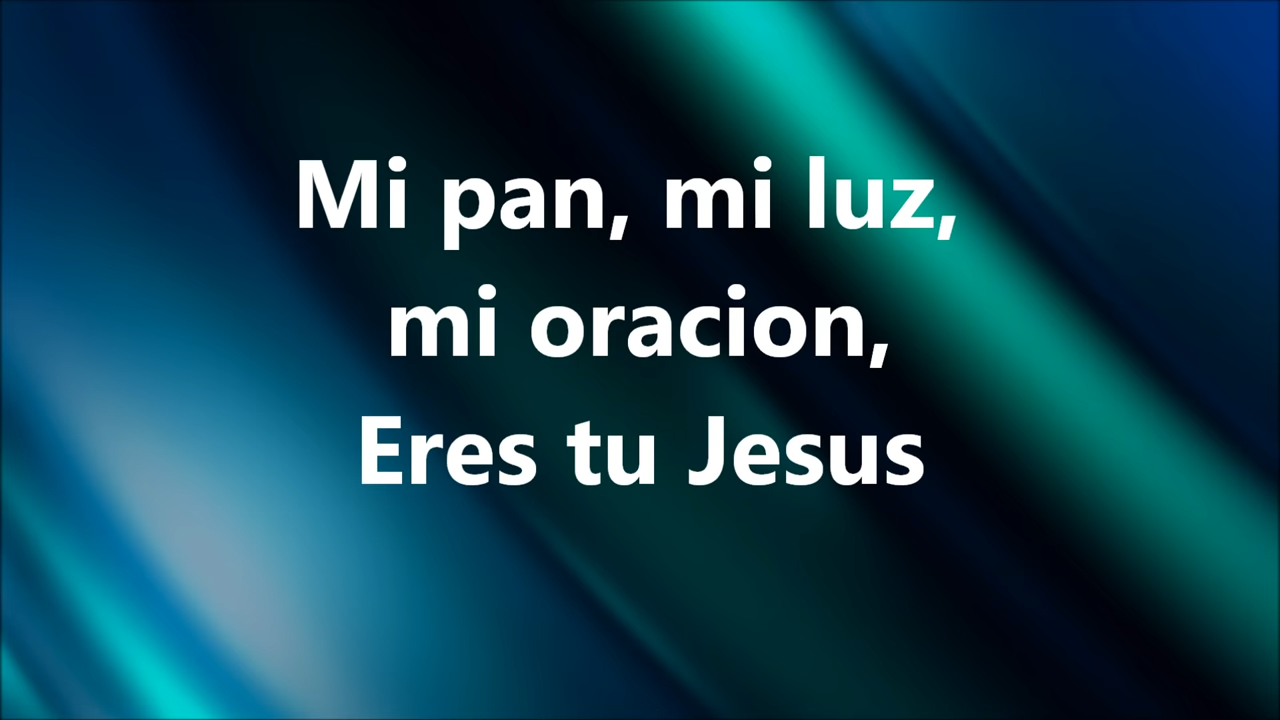 Mi pan, mi luz,
mi oracion,
Eres tu Jesus